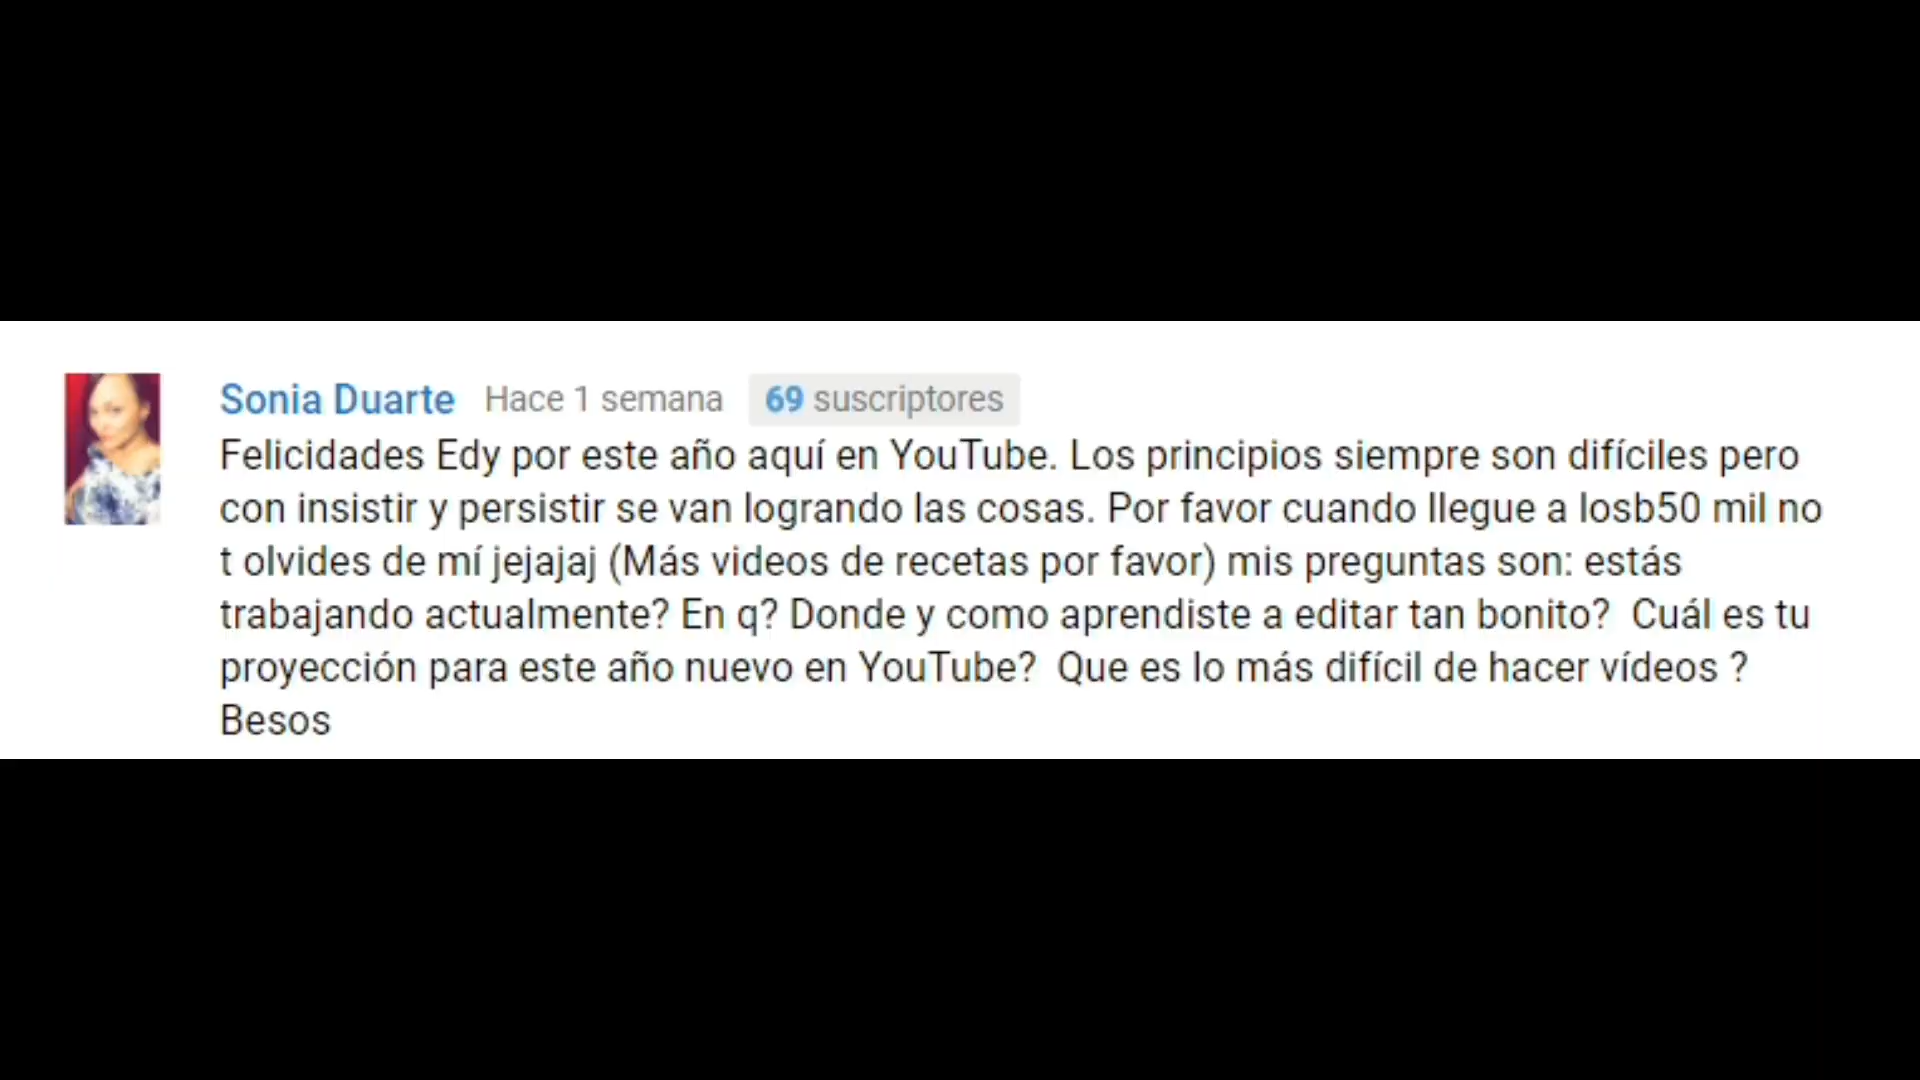 Sonia Duarte Hace 1 semana 69 suscriptores
Felicidades Edy por este año aquí en YouTube. Los principios siempre son difíciles pero
con insistir y persistir se van logrando las cosas. Por favor cuando llegue a losb50 mil no
t olvides de mí jejajaj (Más videos de recetas por favor) mis preguntas son: estás
trabajando actualmente? En q? Donde y como aprendiste a editar tan bonito?  Cuál es tu
proyección para este año nuevo en YouTube?  Que es lo más difícil de hacer vídeos ?
Besos